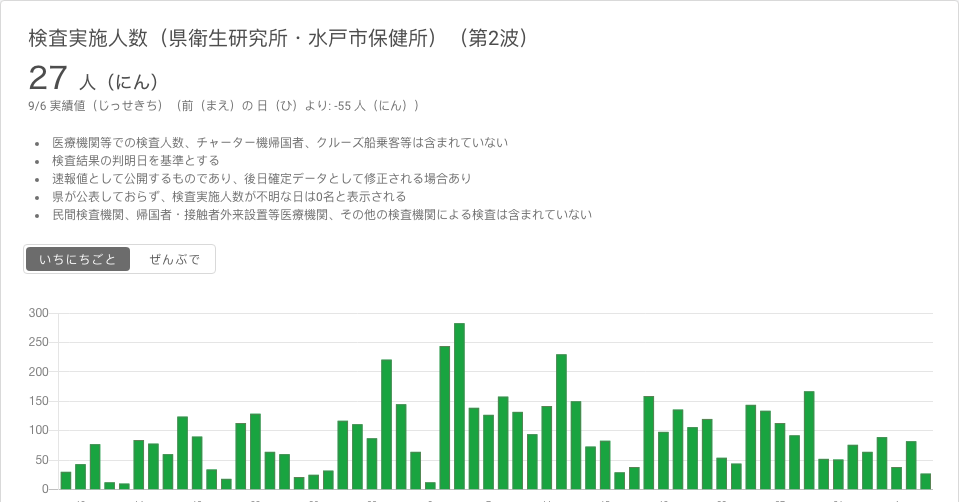 検査実施人数（県衛生研究所・水戸市保健所）（第2波）
27 人（にん）
9/6 実績値（じっせきち）（前（まえ）の 日（ひ）より: -55 人（にん））
• 医療機関等での検査人数、チャーター機帰国者、クルーズ船乗客等は含まれていない
• 検査結果の判明日を基準とする
• 速報値として公開するものであり、後日確定データとして修正される場合あり
• 県が公表しておらず、検査実施人数が不明な日は0名と表示される
• 民間検査機関、帰国者・接触者外来設置等医療機関、その他の検査機関による検査は含まれていない
いちにちごと ぜんぶで
300
250
200
150
100
50
0